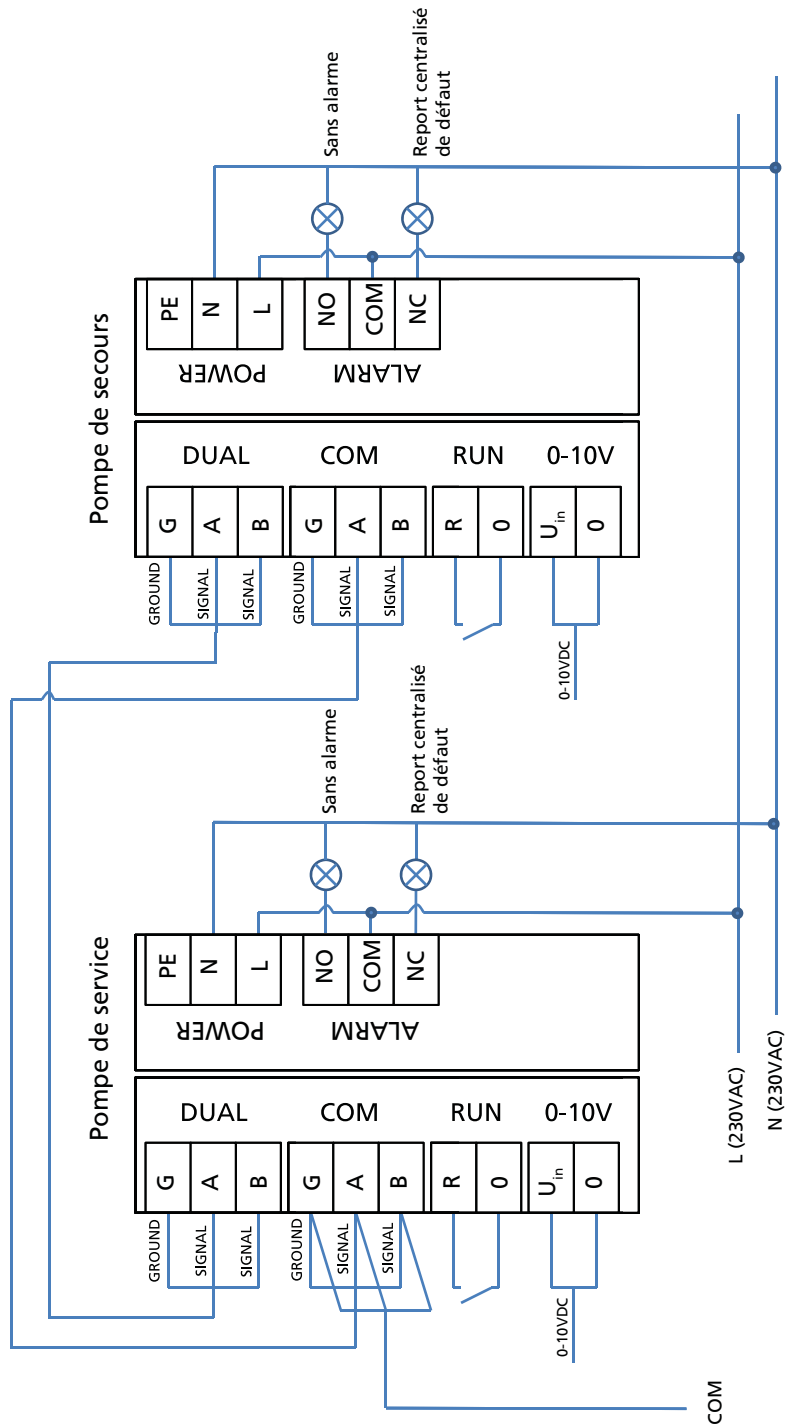 Pompe de secours
PE
N
L
POWER
NO
COM
NC
ALARM
Sans alarme
Report centralisé
de défaut
DUAL
COM
RUN
0-10V
G
A
B
G
A
B
R
0
Uin
0
GROUND
SIGNAL
SIGNAL
GROUND
SIGNAL
SIGNAL
0-10VDC
Pompe de service
PE
N
L
POWER
NO
COM
NC
ALARM
Sans alarme
Report centralisé
de défaut
DUAL
COM
RUN
0-10V
G
A
B
G
A
B
R
0
Uin
0
GROUND
SIGNAL
SIGNAL
GROUND
SIGNAL
SIGNAL
0-10VDC
L (230VAC)
N (230VAC)
COM